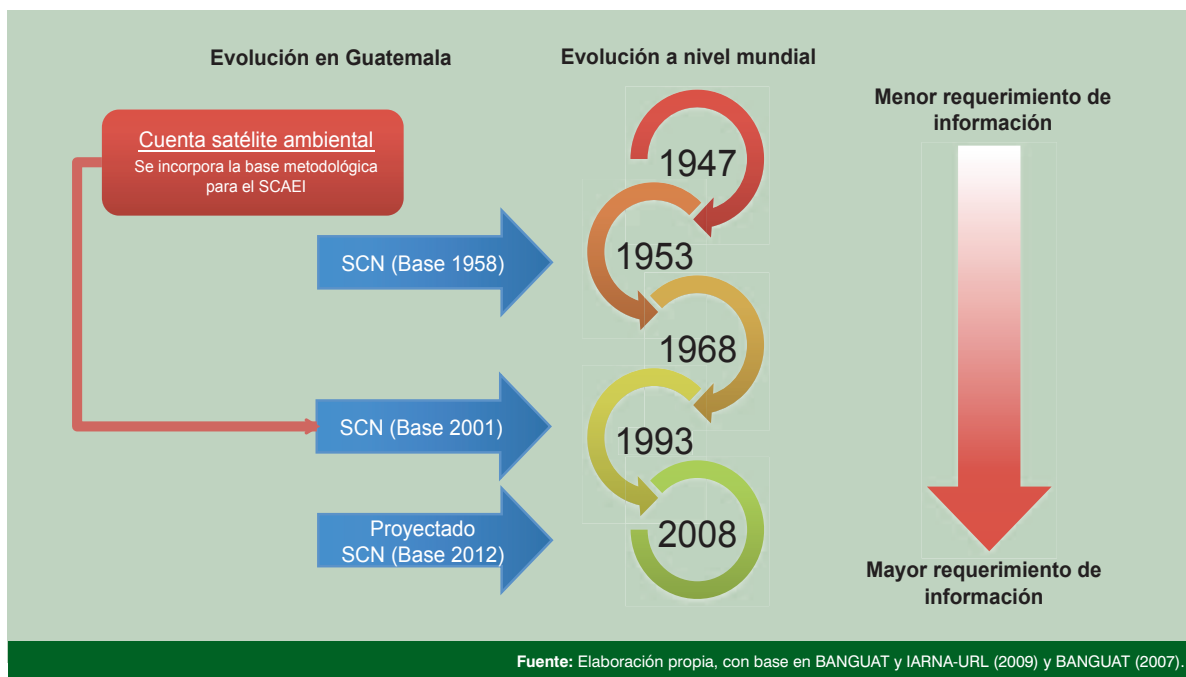 Evolución en Guatemala
Evolución a nivel mundial
Menor requerimiento de
información
Cuenta satélite ambiental
Se incorpora la base metodológica
para el SCAEI
1947
SCN (Base 1958)
1953
1968
SCN (Base 2001)
1993
Proyectado
SCN (Base 2012)
2008
Mayor requerimiento de
información
Fuente: Elaboración propia, con base en BANGUAT y IARNA-URL (2009) y BANGUAT (2007).